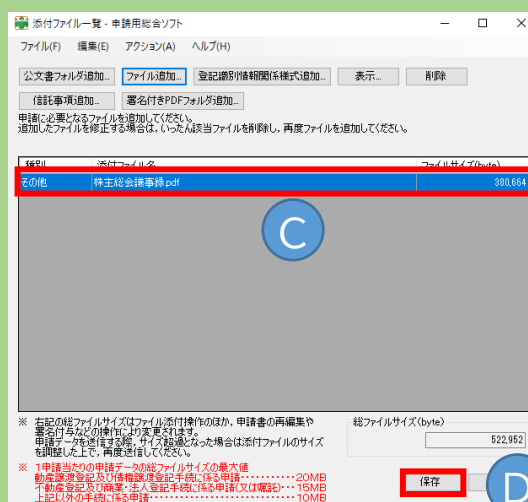 添付ファイル一覧 - 申請用総合ソフト
ファイル(F) 編集(E) アクション(A) ヘルプ(H)
公文書フォルダ追加... ファイル追加... 登記識別情報関係様式追加... 表示... 削除
信託事項追加... 署名付きPDFフォルダ追加...
申請に必要となるファイルを追加してください。
追加したファイルを修正する場合は、いったん該当ファイルを削除し、再度ファイルを追加してください。
種別 添付ファイル名 ファイルサイズ(byte)
その他 株主総会議事録.pdf 380,664
C
※ 右記の総ファイルサイズはファイル添付操作のほか、申請書の再編集や
署名付与などの操作により変更されます。
申請データを送信する際、サイズ超過となった場合は添付ファイルのサイズ
を調整した上で、再度送信してください。
総ファイルサイズ(byte)
522,952
※ 1申請当たりの申請データの総ファイルサイズの最大値
動産譲渡登記及び債権譲渡登記手続に係る申請・・・・・・・・・・20MB
不動産登記及び商業・法人登記手続に係る申請(又は嘱託)・・・15MB
上記以外の手続に係る申請・・・・・・・・・・・・・・・・・・・・10MB
保存
D